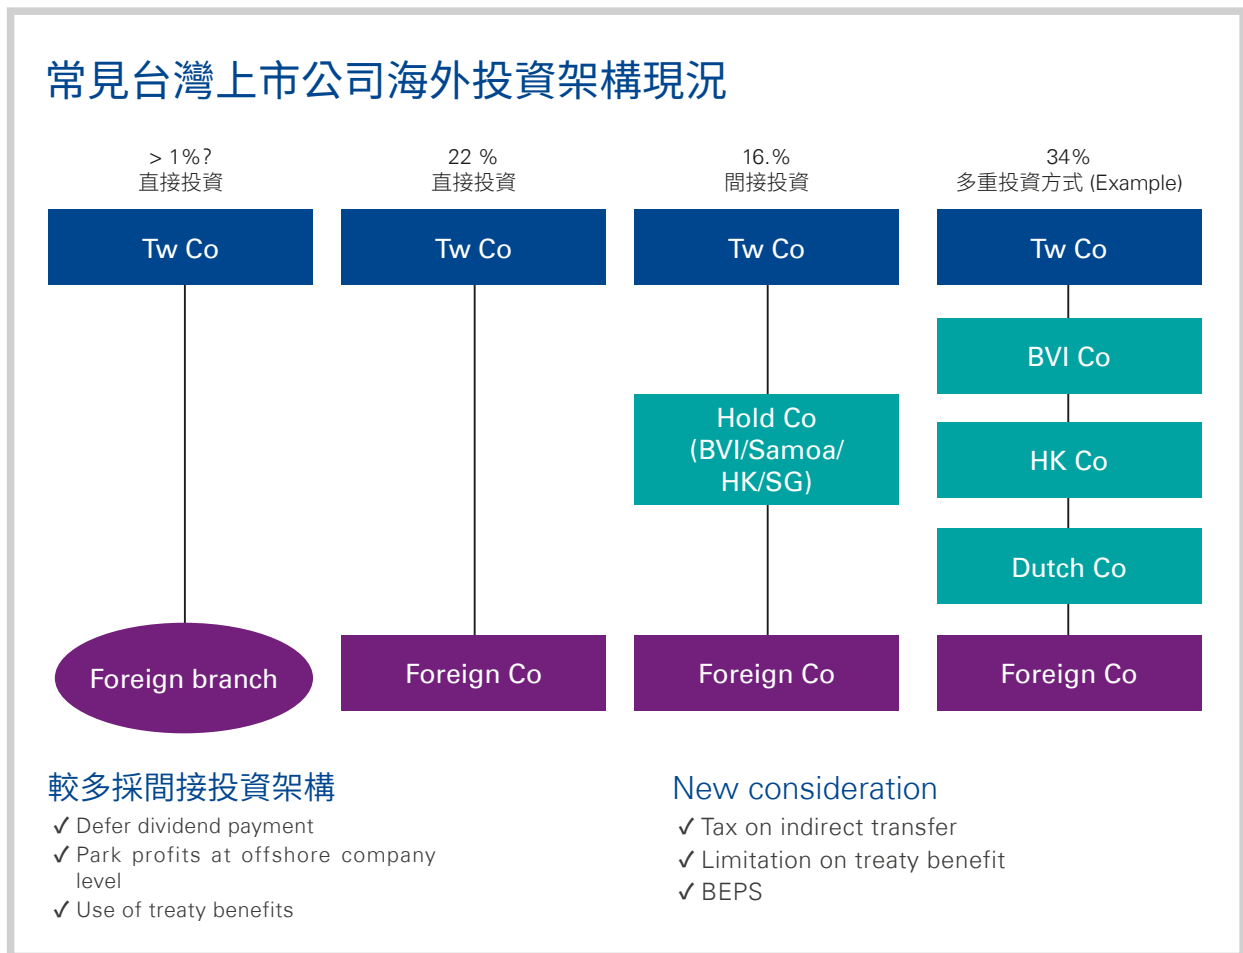 常見台灣上市公司海外投資架構現況
> 1%?
直接投資
22 %
直接投資
16.%
間接投資
34%
多重投資方式 (Example)
Tw Co
Tw Co
Tw Co
Tw Co
BVI Co
Hold Co
(BVI/Samoa/
HK/SG)
HK Co
Dutch Co
Foreign branch
Foreign Co
Foreign Co
Foreign Co
較多採間接投資架構
✓ Defer dividend payment
✓ Park profits at offshore company
level
✓ Use of treaty benefits
New consideration
✓ Tax on indirect transfer
✓ Limitation on treaty benefit
✓ BEPS